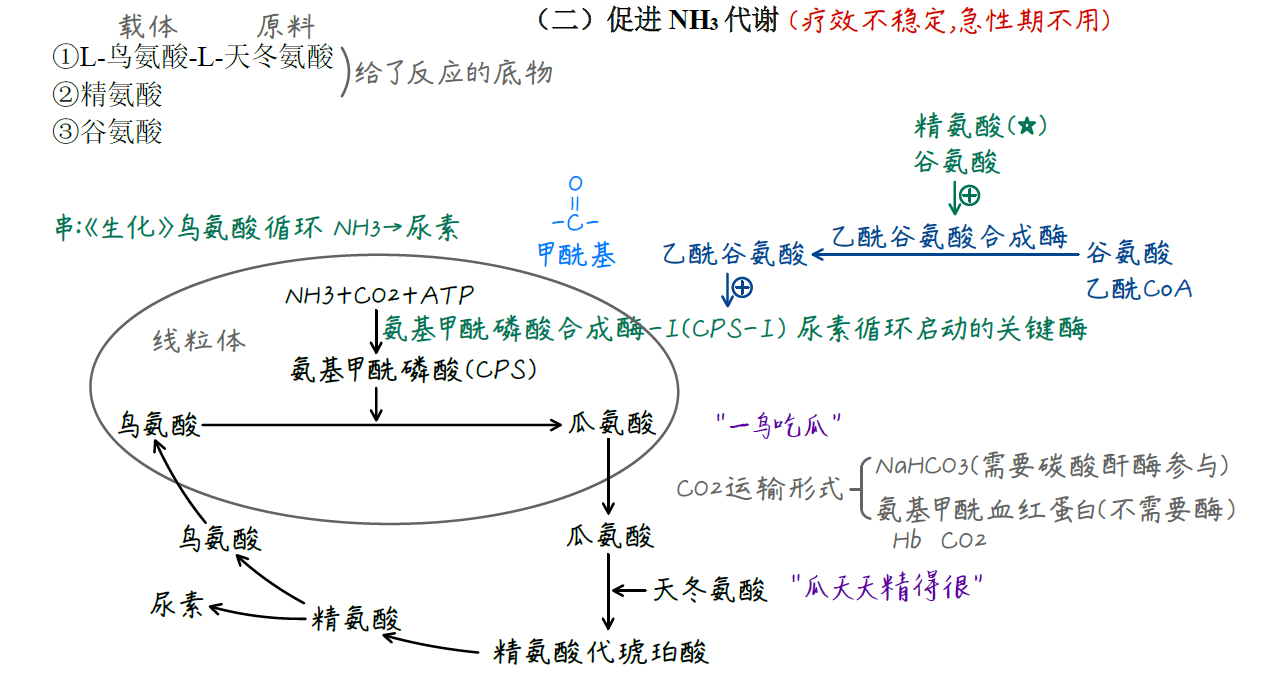 （二）促进 NH3 代谢 (疗效不稳定,急性期不用)
载体 原料
①L-鸟氨酸-L-天冬氨酸
②精氨酸
③谷氨酸
给了反应的底物
精氨酸(★)
谷氨酸
⊕
串:《生化》鸟氨酸循环 NH3→尿素
O
-C-
甲酰基
乙酰谷氨酸
乙酰谷氨酸合成酶
谷氨酸
乙酰CoA
⊕
NH3+CO2+ATP
氨基甲酰磷酸合成酶-I(CPS-I) 尿素循环启动的关键酶
线粒体
氨基甲酰磷酸(CPS)
鸟氨酸
瓜氨酸
"一鸟吃瓜"
CO2运输形式
NaHCO3(需要碳酸酐酶参与)
氨基甲酰血红蛋白(不需要酶)
Hb CO2
鸟氨酸
瓜氨酸
天冬氨酸
"瓜天天精得很"
尿素
精氨酸
精氨酸代琥珀酸